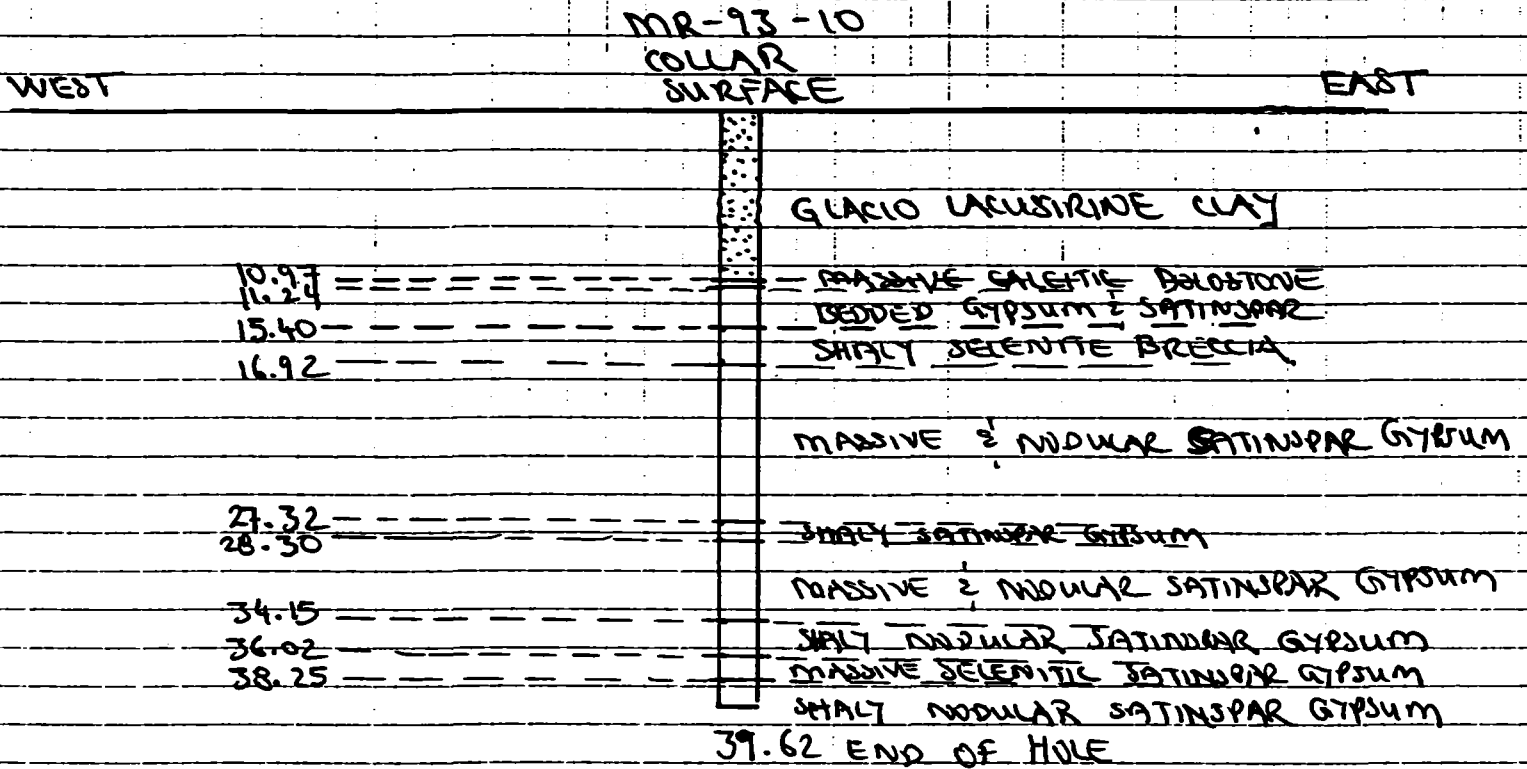 MR-93-10
COLLAR
WEST SURFACE EAST
GLACIO LACUSTRINE CLAY
10.97 MASSIVE CALCITIC DOLOSTONE
11.24 BEDDED GYPSUM & SATINSPAR
15.40
SHALY SELENITE BRECCIA
16.92
MASSIVE & NODULAR SATINSPAR GYPSUM
27.32
28.30 SHALY SATINSPAR GYPSUM
MASSIVE & NODULAR SATINSPAR GYPSUM
34.15
SHALY NODULAR SATINSPAR GYPSUM
36.02
MASSIVE SELENITIC SATINSPAR GYPSUM
38.25
SHALY NODULAR SATINSPAR GYPSUM
39.62 END OF HOLE